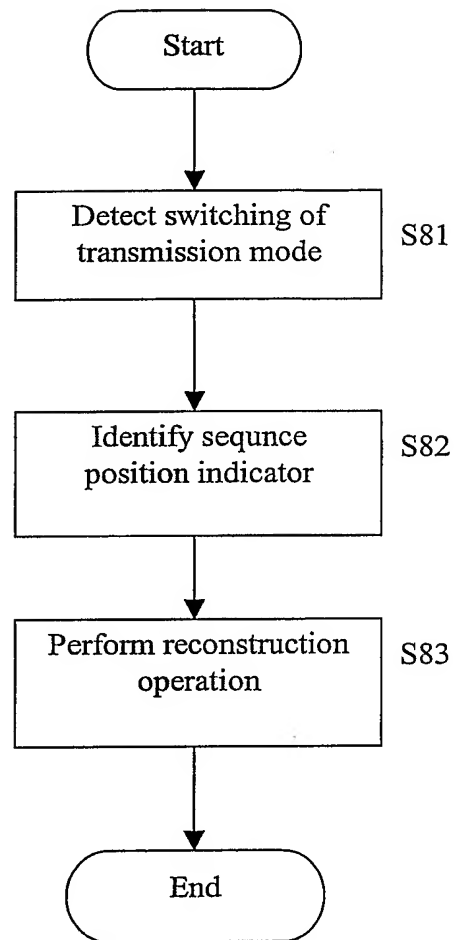 Start
Detect switching of
transmission mode
S81
Identify sequnce
position indicator
S82
Perform reconstruction
operation
S83
End